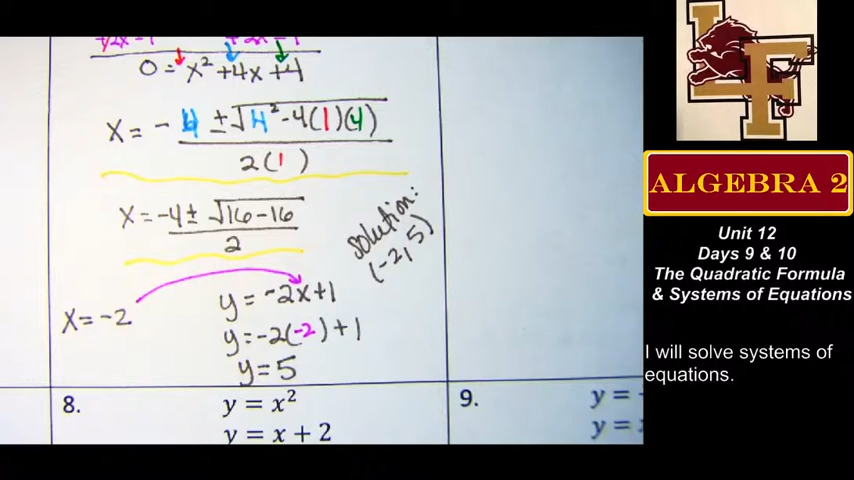 0 = x² + 4x + 4
x = - 4 ± √4² - 4(1)(4)
2(1)
x = -4 ± √16 - 16
2
solution:
(-2, 5)
x = -2
y = -2x + 1
y = -2(-2) + 1
y = 5
8.
y = x²
y = x + 2
9.
y =
y =
LF
ALGEBRA 2
Unit 12
Days 9 & 10
The Quadratic Formula
& Systems of Equations
I will solve systems of
equations.